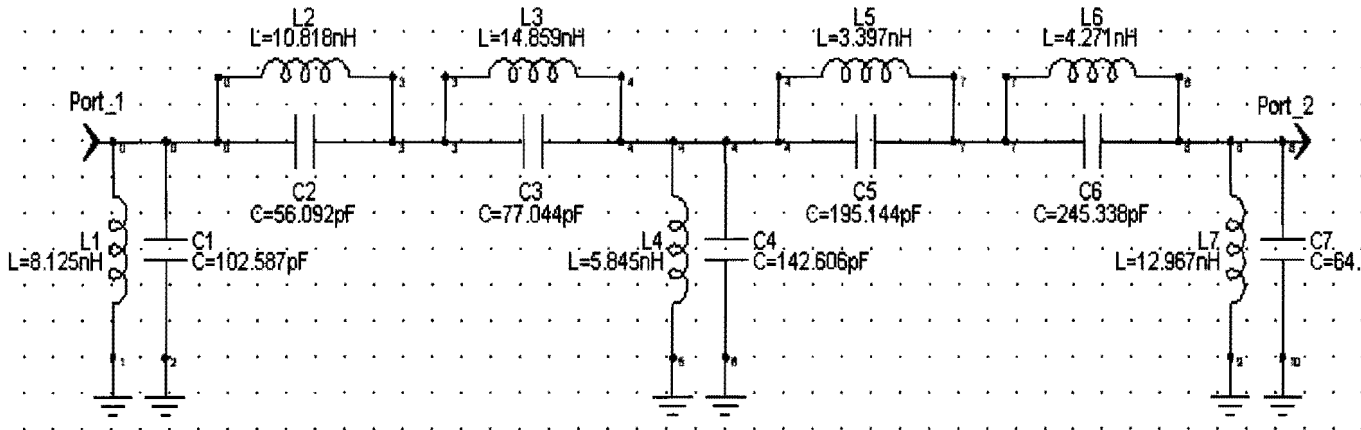 L2
L=10.818nH
L3
L=14.859nH
L5
L=3.397nH
L6
L=4.271nH
Port_1
Port_2
C2
C=56.092pF
C3
C=77.044pF
C5
C=195.144pF
C6
C=245.338pF
L1
L=8.125nH
C1
C=102.587pF
L4
L=5.845nH
C4
C=142.606pF
L7
L=12.967nH
C7
C=64.